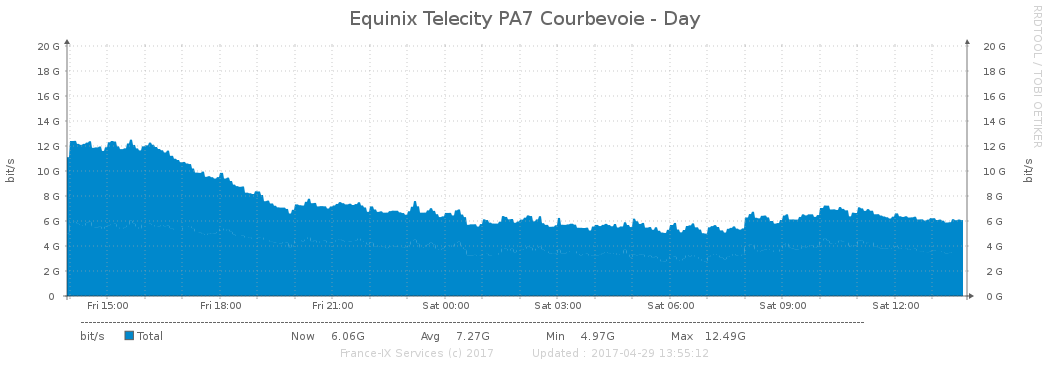 Equinix Telecity PA7 Courbevoie - Day
RRDTOOL / TOBI OETIKER
bit/s
20 G 20 G
18 G 18 G
16 G 16 G
14 G 14 G
12 G 12 G
10 G 10 G
8 G 8 G
6 G 6 G
4 G 4 G
2 G 2 G
0 0 G
bit/s
Fri 15:00 Fri 18:00 Fri 21:00 Sat 00:00 Sat 03:00 Sat 06:00 Sat 09:00 Sat 12:00
bit/s Total Now 6.06G Avg 7.27G Min 4.97G Max 12.49G
France-IX Services (c) 2017 Updated : 2017-04-29 13:55:12